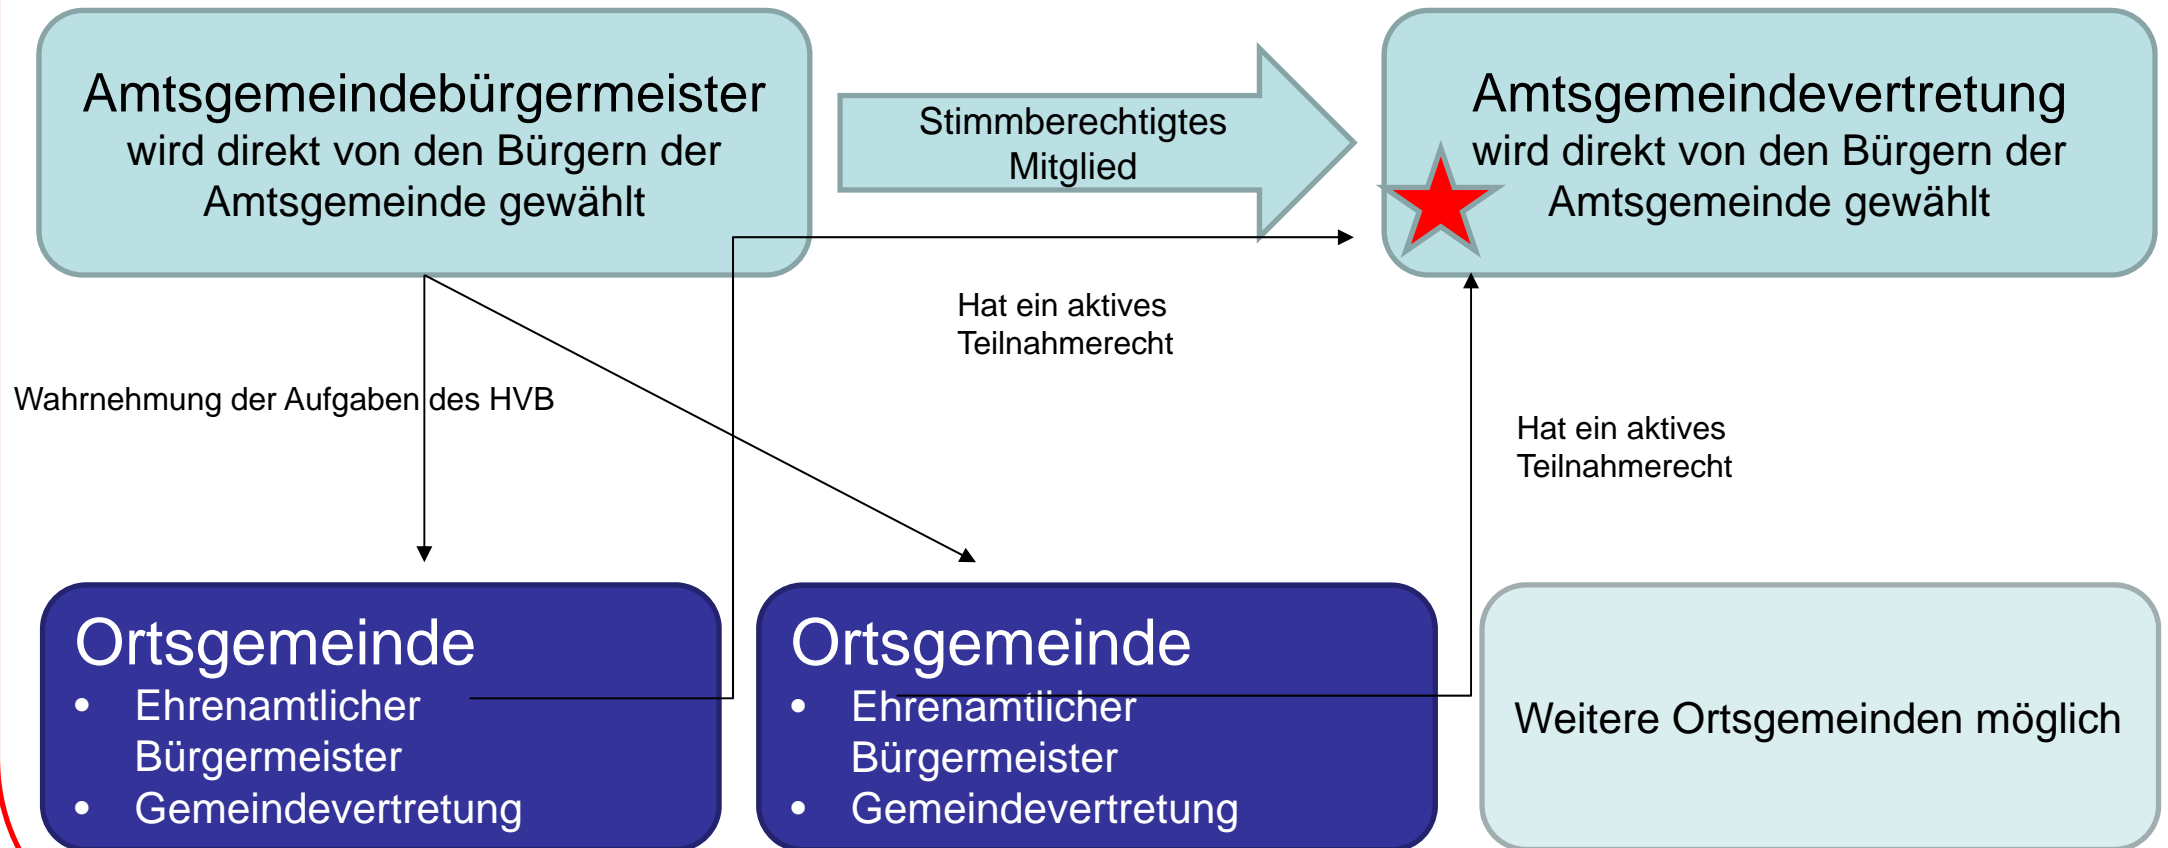 Amtsgemeindebürgermeister
wird direkt von den Bürgern der
Amtsgemeinde gewählt
Stimmberechtigtes
Mitglied
Amtsgemeindevertretung
wird direkt von den Bürgern der
Amtsgemeinde gewählt
Hat ein aktives
Teilnahmerecht
Wahrnehmung der Aufgaben des HVB
Hat ein aktives
Teilnahmerecht
Ortsgemeinde
• Ehrenamtlicher
Bürgermeister
• Gemeindevertretung
Ortsgemeinde
• Ehrenamtlicher
Bürgermeister
• Gemeindevertretung
Weitere Ortsgemeinden möglich